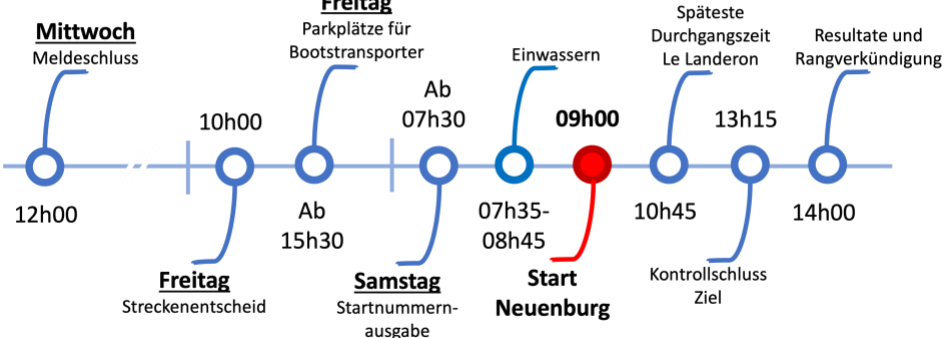 Mittwoch
Meldeschluss
12h00
10h00
Freitag
Streckenentscheid
Freitag
Parkplätze für
Bootstransporter
Ab
15h30
Ab
07h30
Samstag
Startnummern-
ausgabe
Einwassern
07h35-
08h45
09h00
Start
Neuenburg
Späteste
Durchgangszeit
Le Landeron
10h45
13h15
Kontrollschluss
Ziel
Resultate und
Rangverkündigung
14h00